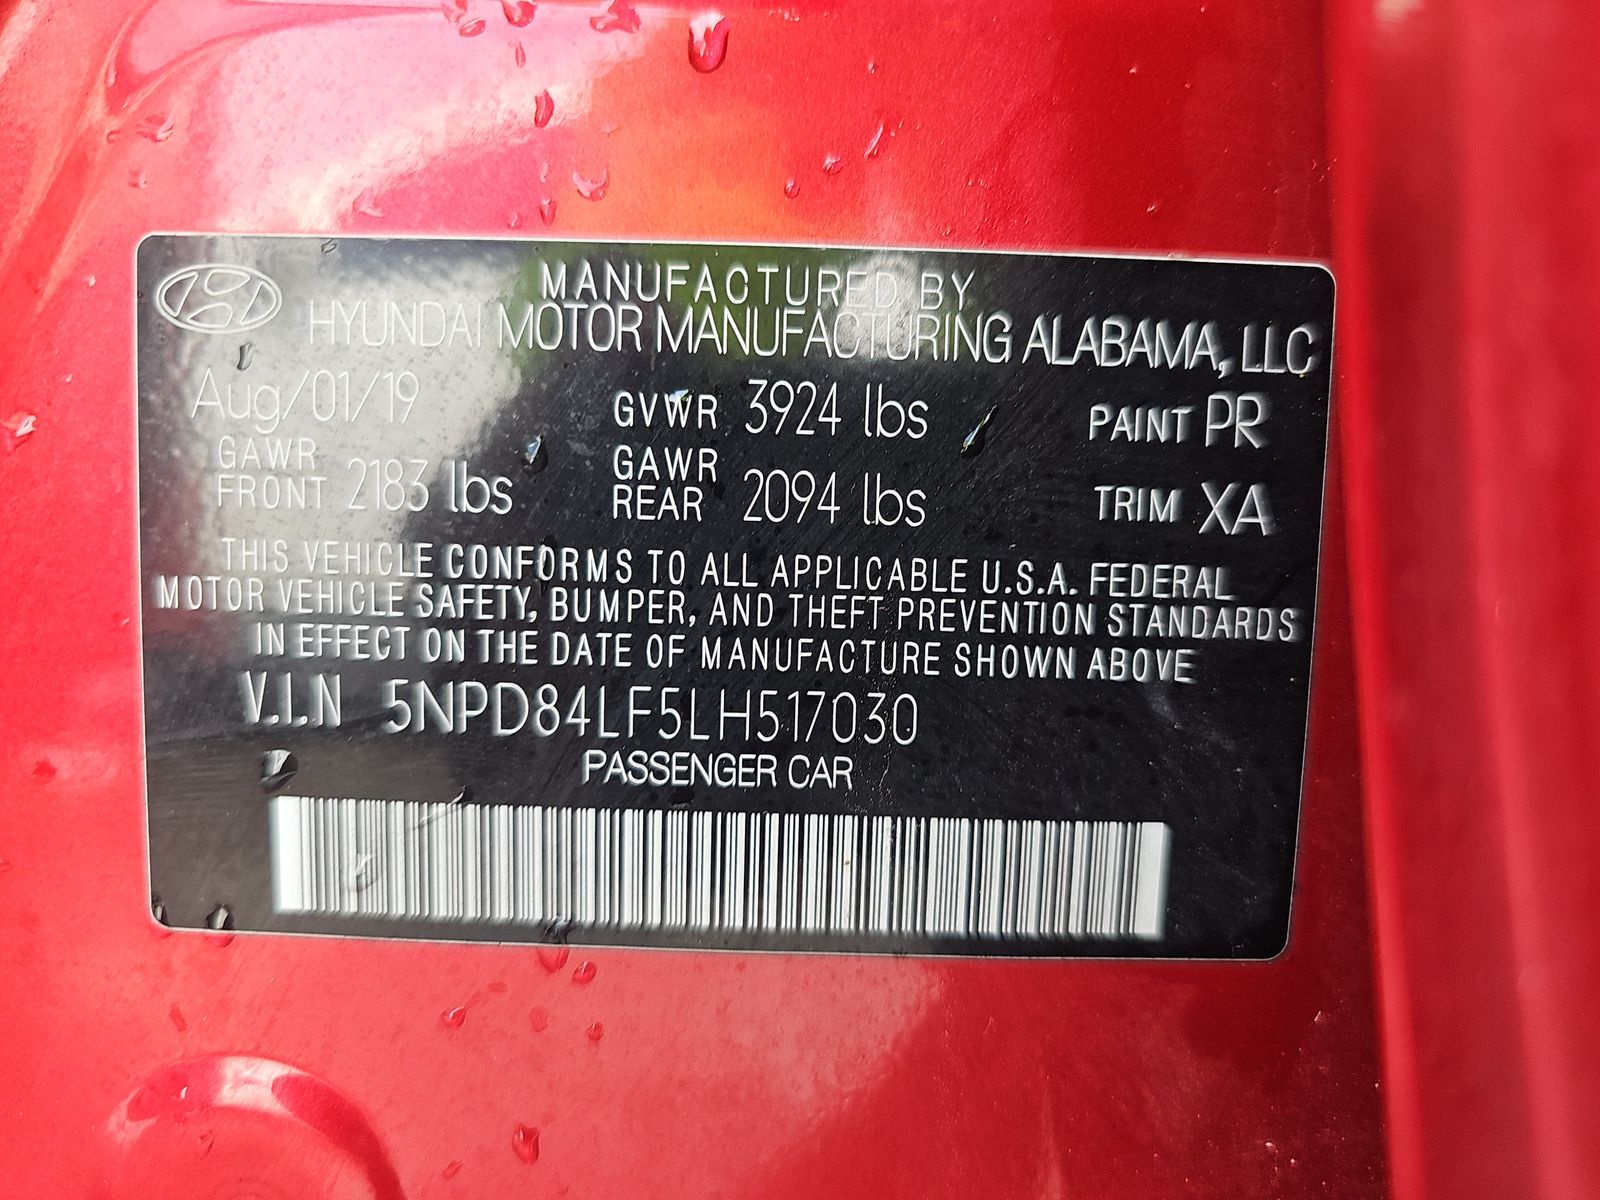 MANUFACTURED BY
HYUNDAI MOTOR MANUFACTURING ALABAMA, LLC
Aug/01/19 GVWR 3924 lbs PAINT PR
GAWR FRONT 2183 lbs GAWR REAR 2094 lbs TRIM XA
THIS VEHICLE CONFORMS TO ALL APPLICABLE U.S.A. FEDERAL
MOTOR VEHICLE SAFETY, BUMPER, AND THEFT PREVENTION STANDARDS
IN EFFECT ON THE DATE OF MANUFACTURE SHOWN ABOVE
V.I.N 5NPD84LF5LH517030
PASSENGER CAR